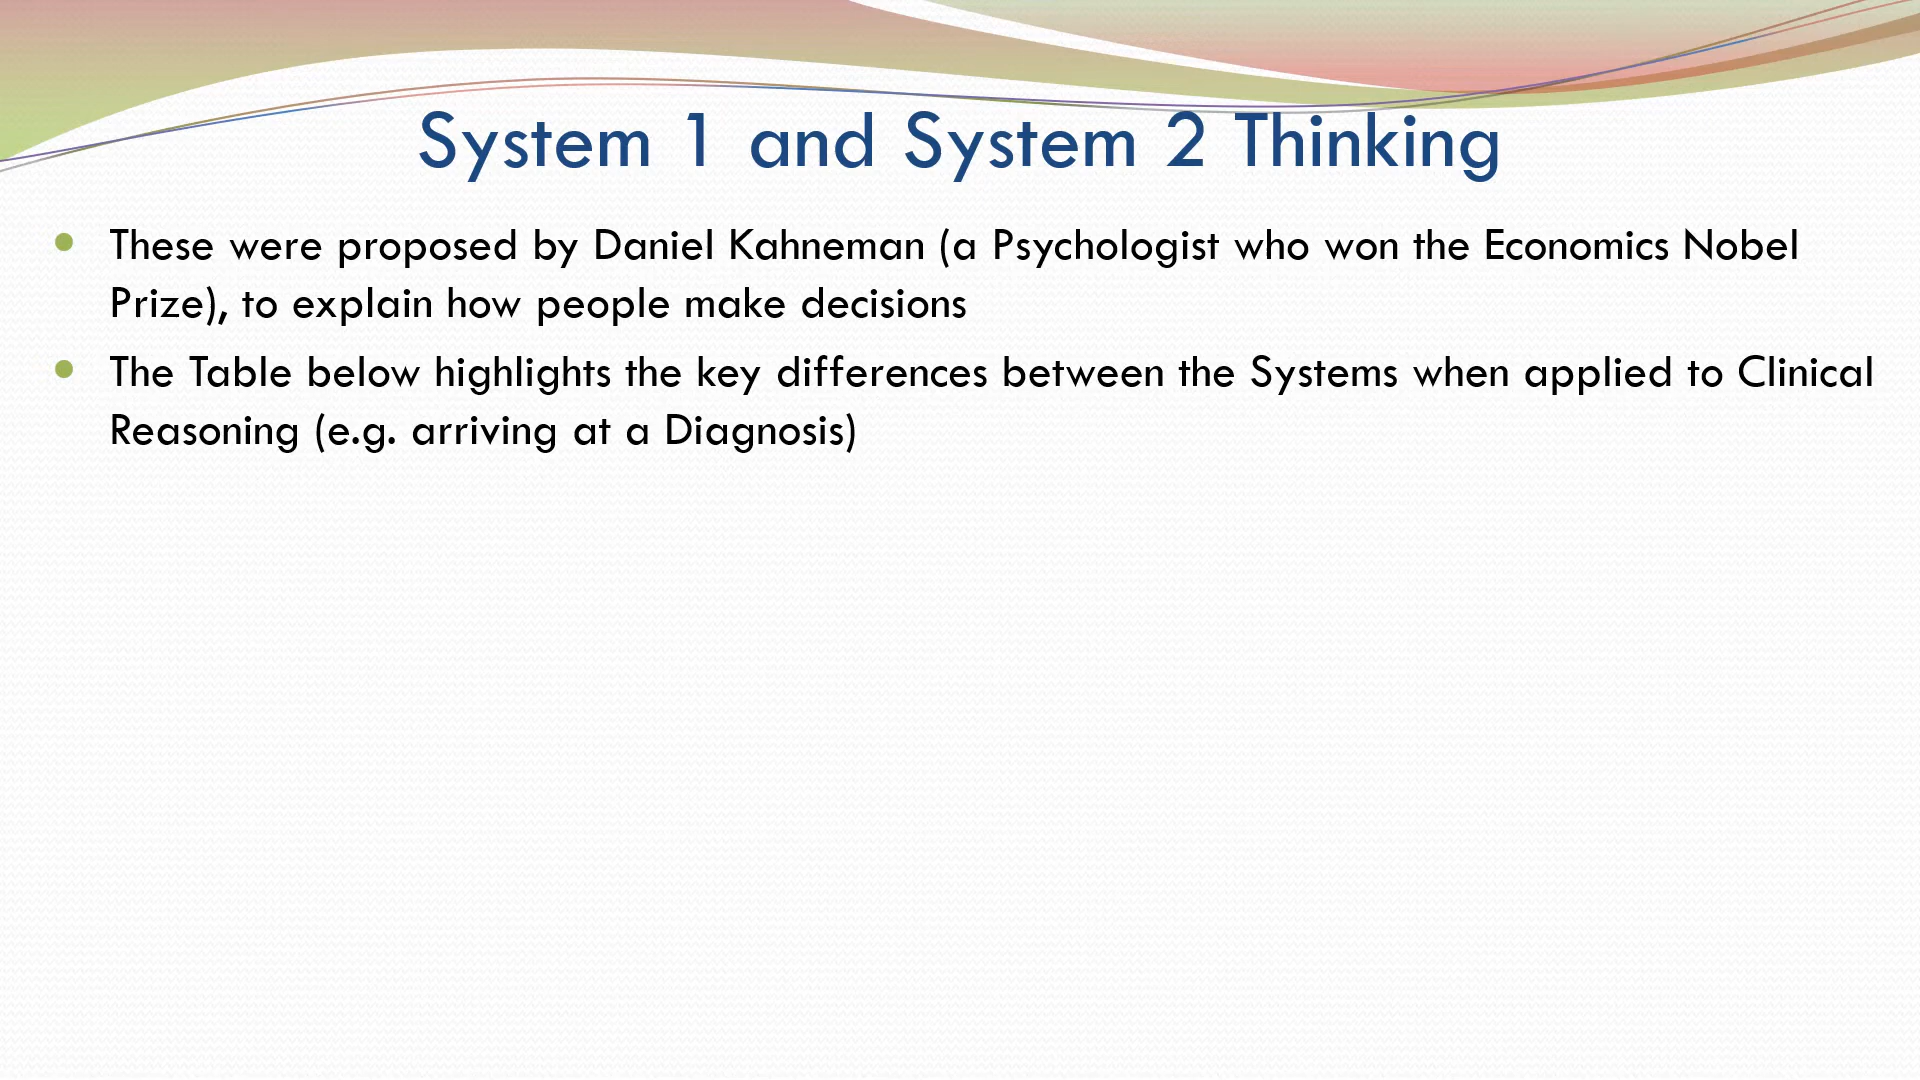 System 1 and System 2 Thinking
These were proposed by Daniel Kahneman (a Psychologist who won the Economics Nobel
Prize), to explain how people make decisions
The Table below highlights the key differences between the Systems when applied to Clinical
Reasoning (e.g. arriving at a Diagnosis)